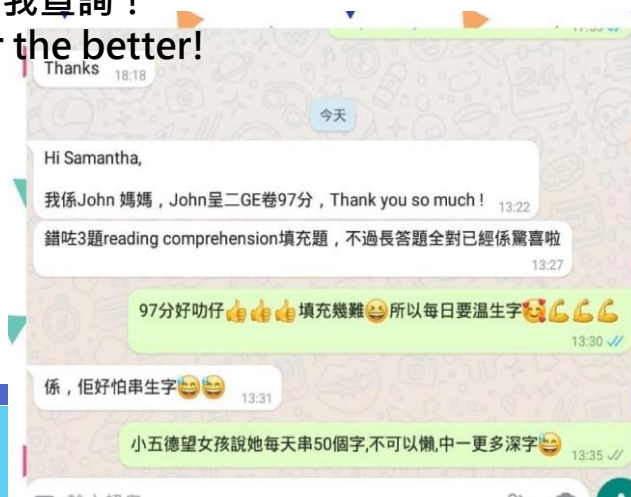 我查詢！
the better!
Thanks 18:18
今天
Hi Samantha,
我係John 媽媽，John呈二GE卷97分，Thank you so much！ 13:22
錯咗3題reading comprehension填充題，不過長答題全對已經係驚喜啦
13:27
97分好叻仔👍👍👍填充幾難😆所以每日要温生字🥰💪💪💪
13:30
係，佢好怕串生字😅😅 13:31
小五德望女孩說她每天串50個字,不可以懶,中一更多深字😅 13:35